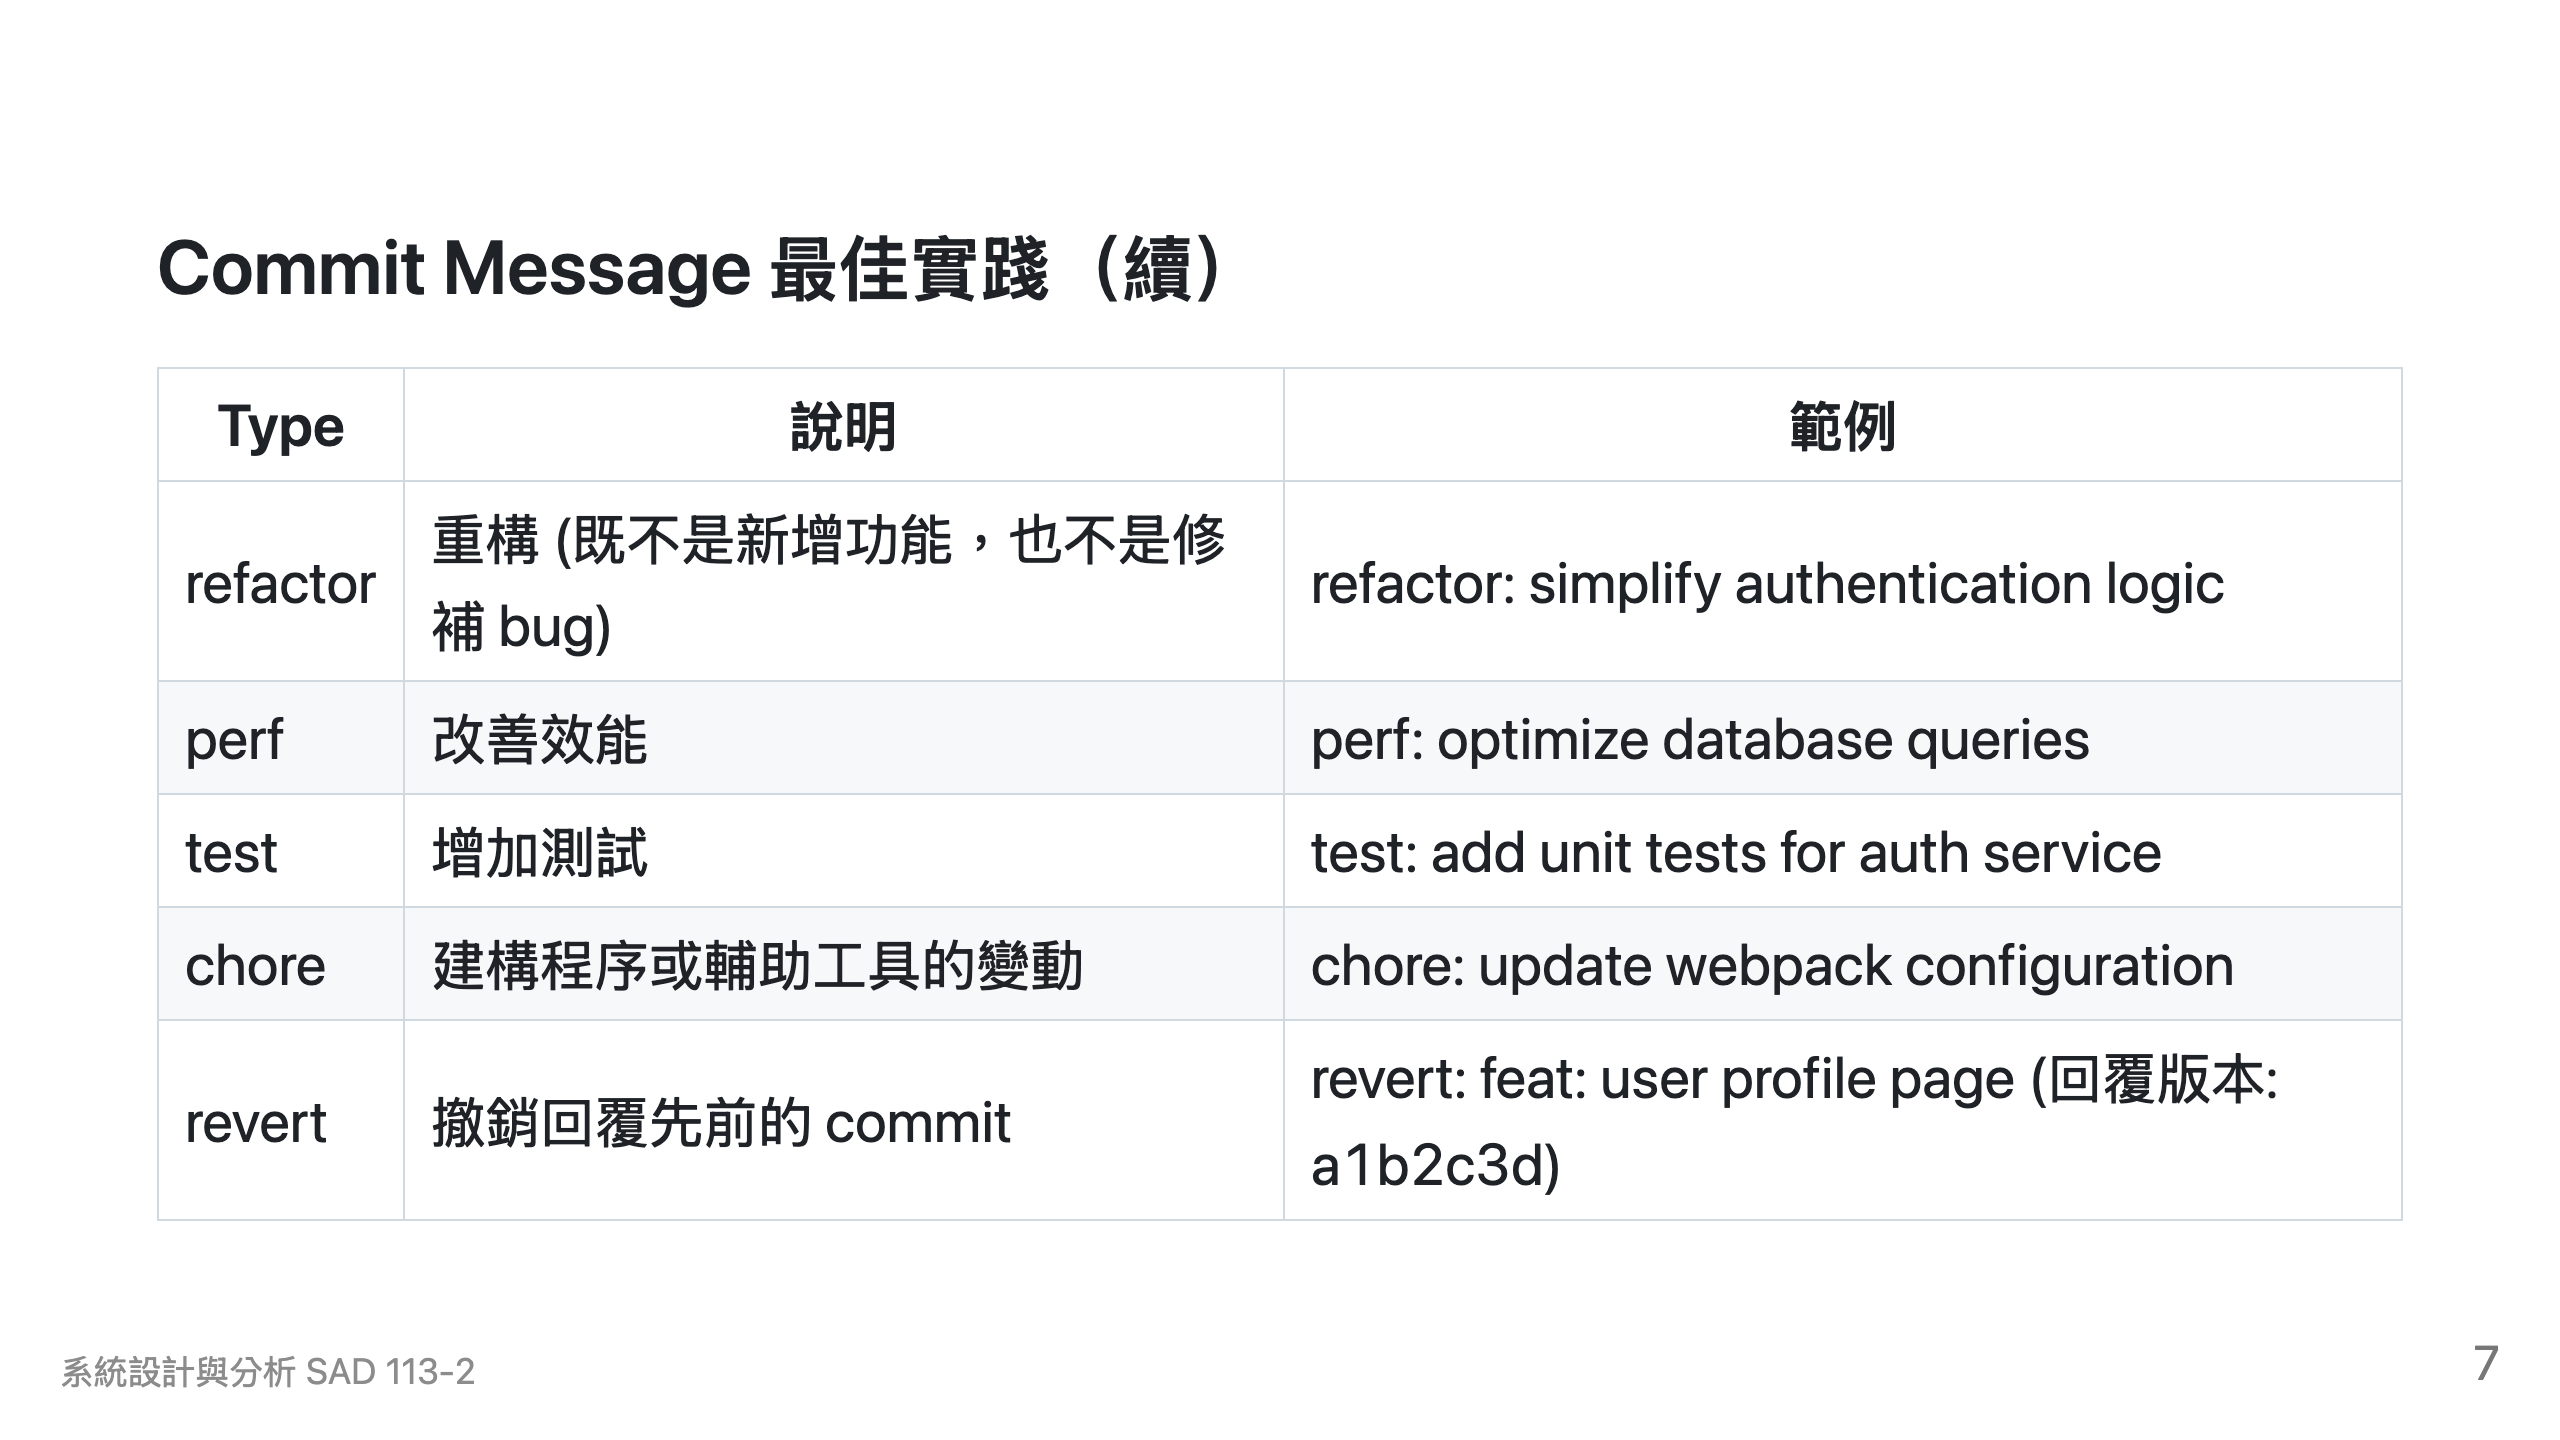 Commit Message 最佳實踐（續）
Type 說明 範例
重構 (既不是新增功能，也不是修
補 bug)
refactor
refactor: simplify authentication logic
perf 改善效能 perf: optimize database queries
test 增加測試 test: add unit tests for auth service
chore 建構程序或輔助工具的變動 chore: update webpack configuration
revert 撤銷回覆先前的 commit
revert: feat: user profile page (回覆版本:
a1b2c3d)
系統設計與分析 SAD 113-2
7